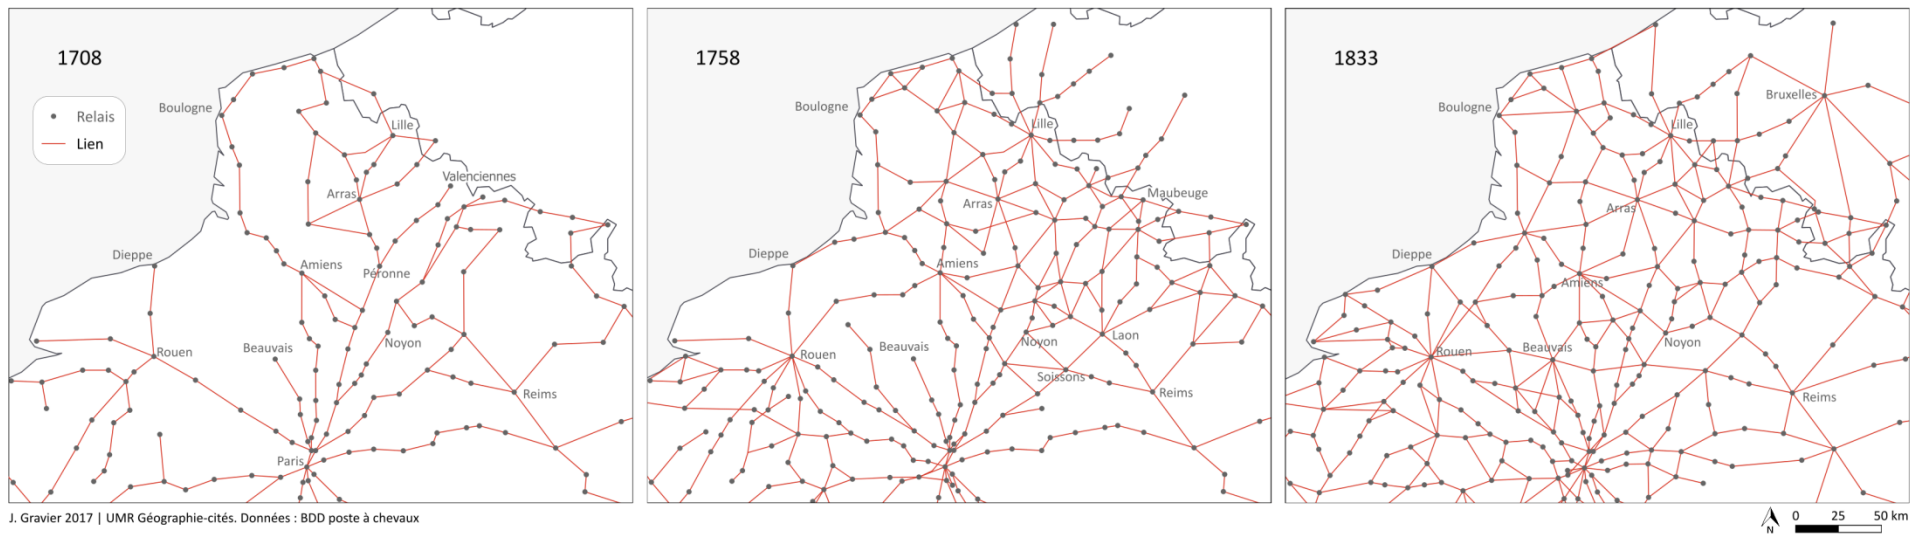 1708
Relais
Lien
Boulogne
Lille
Valenciennes
Arras
Dieppe
Amiens
Péronne
Rouen
Beauvais
Noyon
Reims
Paris
1758
Boulogne
Lille
Maubeuge
Arras
Dieppe
Amiens
Noyon
Laon
Rouen
Beauvais
Soissons
Reims
1833
Bruxelles
Boulogne
Lille
Arras
Dieppe
Amiens
Rouen
Beauvais
Noyon
Reims
J. Gravier 2017 | UMR Géographie-cités. Données : BDD poste à chevaux
N
0 25 50 km